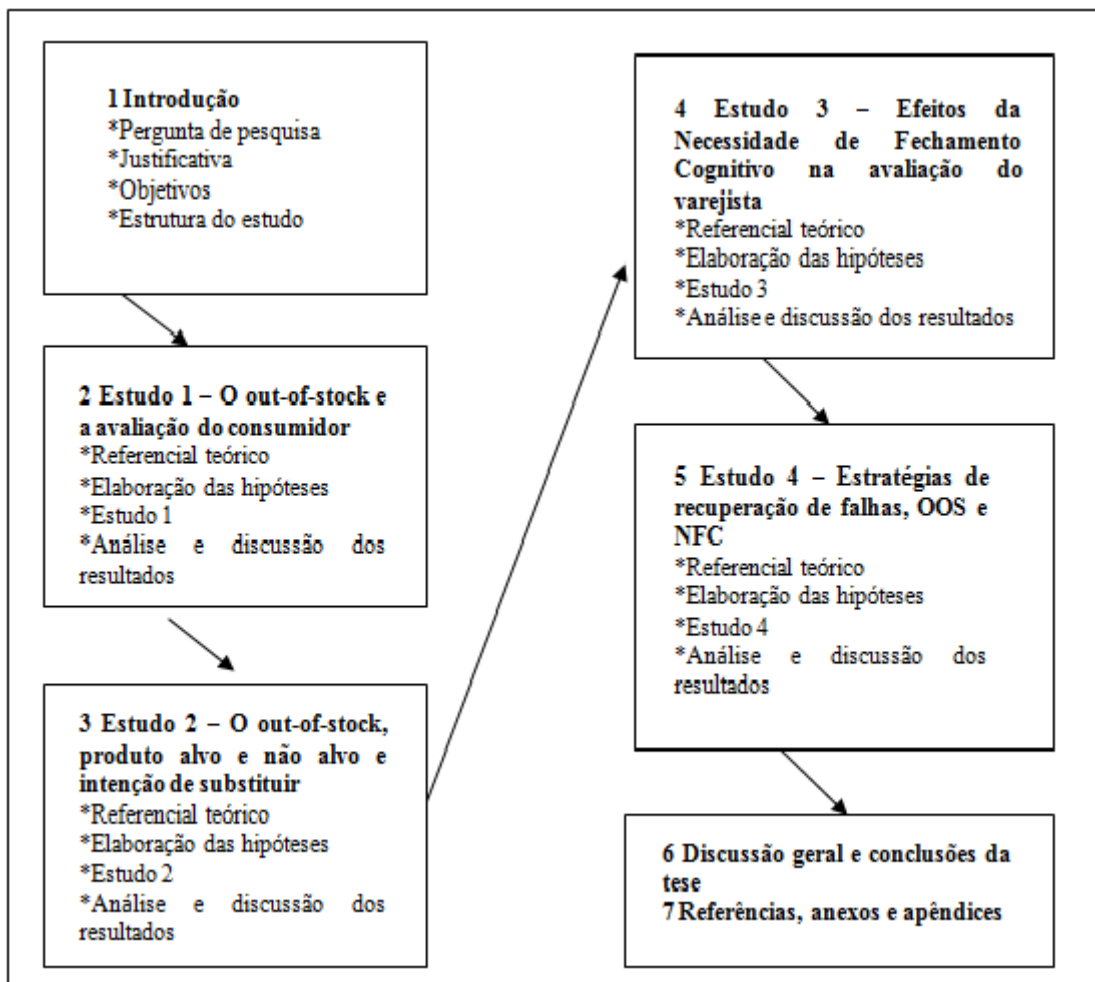 1 Introdução
*Pergunta de pesquisa
*Justificativa
*Objetivos
*Estrutura do estudo
2 Estudo 1 – O out-of-stock e
a avaliação do consumidor
*Referencial teórico
*Elaboração das hipóteses
*Estudo 1
*Análise e discussão dos
resultados
3 Estudo 2 – O out-of-stock,
produto alvo e não alvo e
intenção de substituir
*Referencial teórico
*Elaboração das hipóteses
*Estudo 2
*Análise e discussão dos
resultados
4 Estudo 3 – Efeitos da
Necessidade de Fechamento
Cognitivo na avaliação do
varejista
*Referencial teórico
*Elaboração das hipóteses
*Estudo 3
*Análise e discussão dos resultados
5 Estudo 4 – Estratégias de
recuperação de falhas, OOS e
NFC
*Referencial teórico
*Elaboração das hipóteses
*Estudo 4
*Análise e discussão dos
resultados
6 Discussão geral e conclusões da
tese
7 Referências, anexos e apêndices